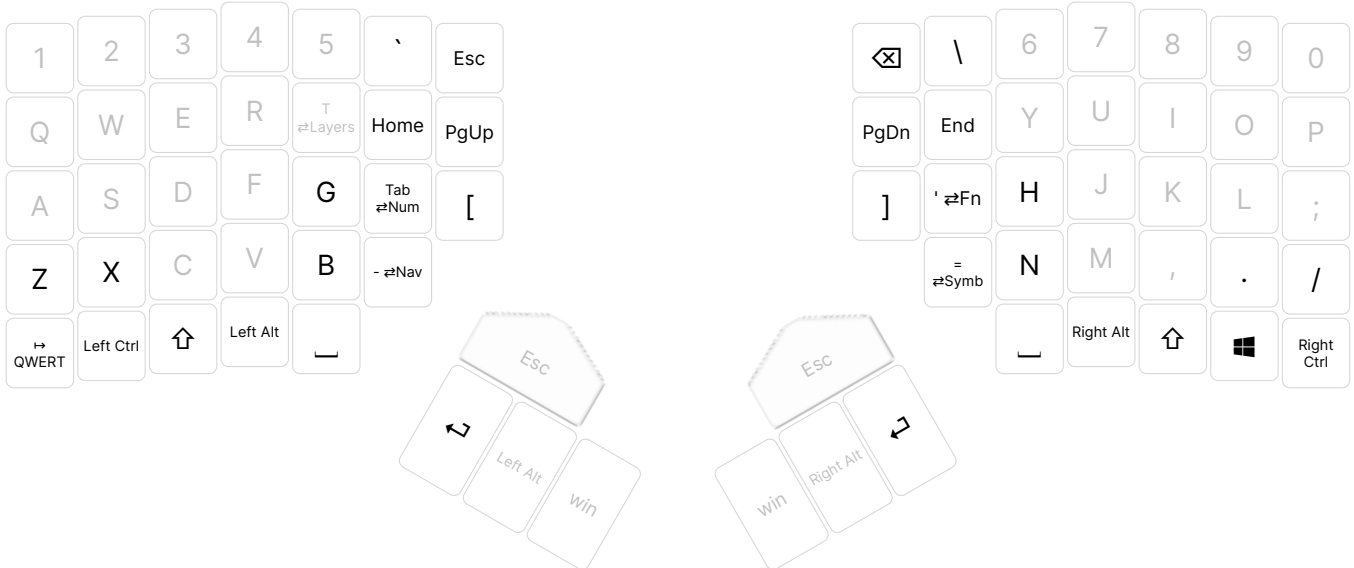 1 2 3 4 5 ` Esc
\ 6 7 8 9 0
Q W E R T Home PgUp
⇄Layers
PgDn End Y U I O P
A S D F G Tab [
⇄Num
] ' ⇄Fn H J K L ;
Z X C V B - ⇄Nav
= N M , . /
⇄Symb
↦ Left Ctrl ⇧ Left Alt ⎵
QWERT
⎵ Right Alt ⇧ Right
Ctrl
Esc
Left Alt
win
Esc
Right Alt
win